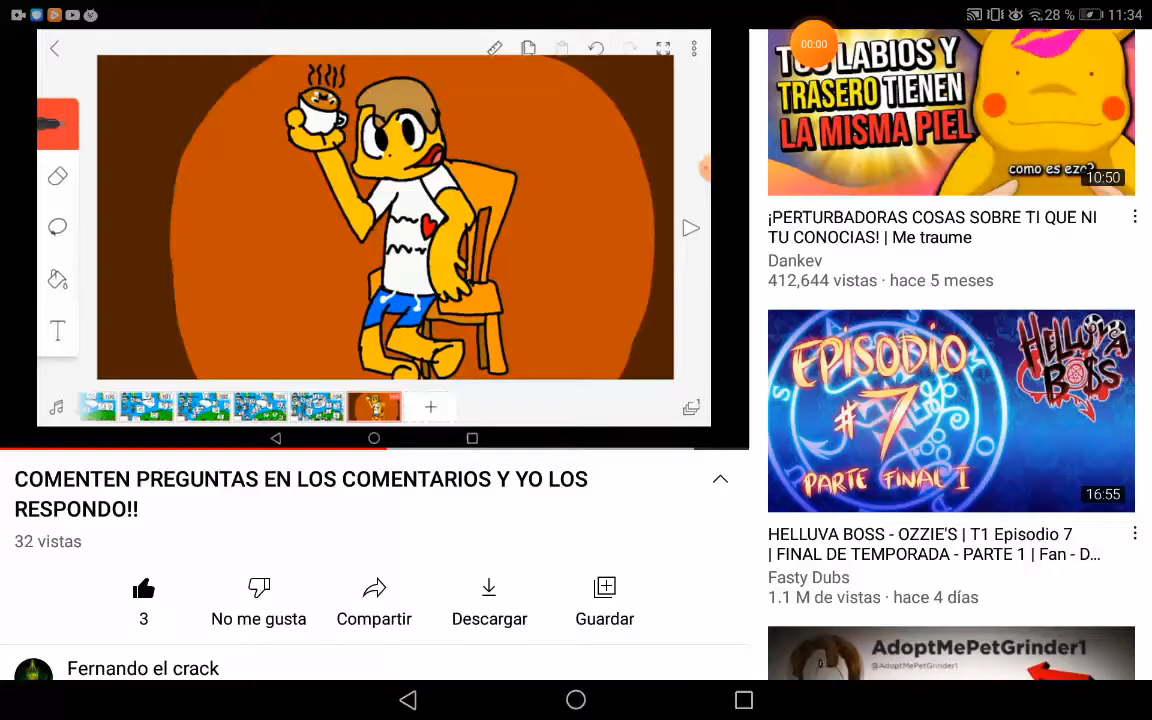 28 %
11:34
00:00
TUS LABIOS Y
TRASERO TIENEN
LA MISMA PIEL
como es ezo?
10:50
¡PERTURBADORAS COSAS SOBRE TI QUE NI
TU CONOCIAS! | Me traume
Dankev
412,644 vistas · hace 5 meses
T
COMENTEN PREGUNTAS EN LOS COMENTARIOS Y YO LOS
RESPONDO!!
32 vistas
3
No me gusta
Compartir
Descargar
Guardar
Fernando el crack
EPISODIO
#7
PARTE FINAL I
HELLUVA
BOSS
16:55
HELLUVA BOSS - OZZIE'S | T1 Episodio 7
| FINAL DE TEMPORADA - PARTE 1 | Fan - D...
Fasty Dubs
1.1 M de vistas · hace 4 días
AdoptMePetGrinder1
@AdoptMePetGrinder1